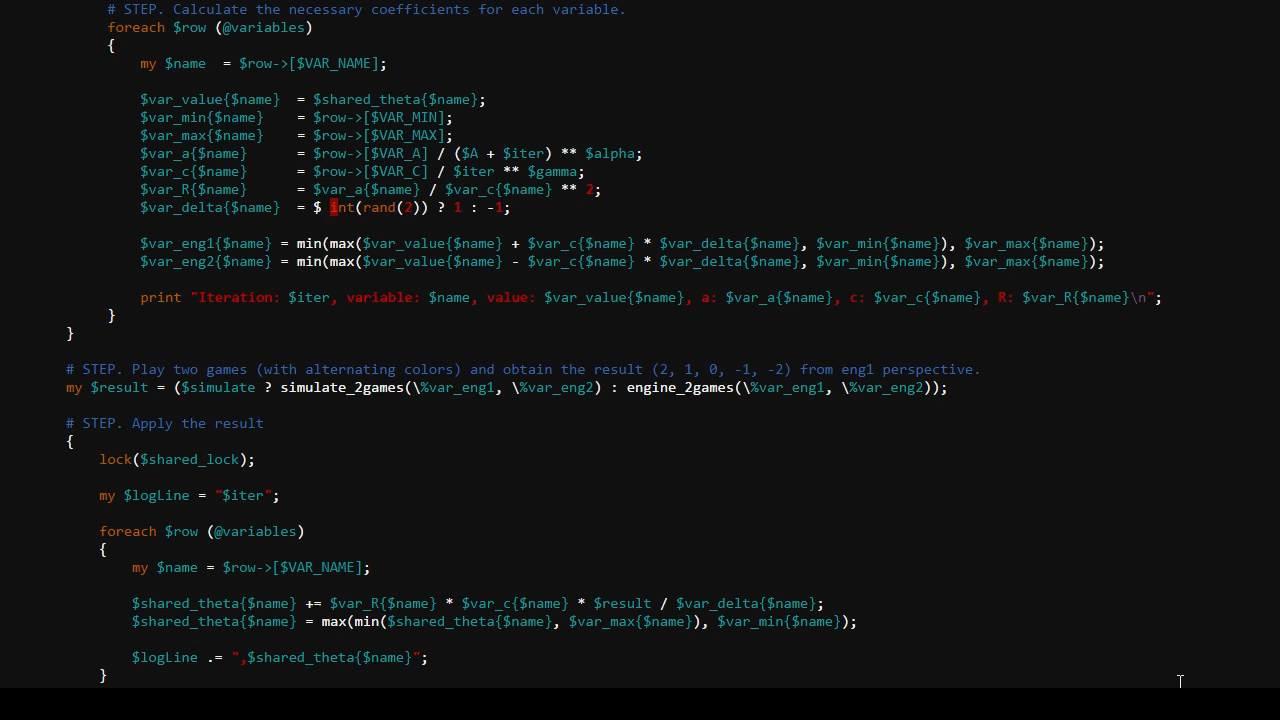 # STEP. Calculate the necessary coefficients for each variable.
foreach $row (@variables)
{
my $name  = $row->[$VAR_NAME];
$var_value{$name}  = $shared_theta{$name};
$var_min{$name}    = $row->[$VAR_MIN];
$var_max{$name}    = $row->[$VAR_MAX];
$var_a{$name}      = $row->[$VAR_A] / ($A + $iter) ** $alpha;
$var_c{$name}      = $row->[$VAR_C] / $iter ** $gamma;
$var_R{$name}      = $var_a{$name} / $var_c{$name} ** 2;
$var_delta{$name}  = $ int(rand(2)) ? 1 : -1;
$var_eng1{$name} = min(max($var_value{$name} + $var_c{$name} * $var_delta{$name}, $var_min{$name}), $var_max{$name});
$var_eng2{$name} = min(max($var_value{$name} - $var_c{$name} * $var_delta{$name}, $var_min{$name}), $var_max{$name});
print "Iteration: $iter, variable: $name, value: $var_value{$name}, a: $var_a{$name}, c: $var_c{$name}, R: $var_R{$name}\n";
}
}
# STEP. Play two games (with alternating colors) and obtain the result (2, 1, 0, -1, -2) from eng1 perspective.
my $result = ($simulate ? simulate_2games(\%var_eng1, \%var_eng2) : engine_2games(\%var_eng1, \%var_eng2));
# STEP. Apply the result
{
lock($shared_lock);
my $logLine = "$iter";
foreach $row (@variables)
{
my $name = $row->[$VAR_NAME];
$shared_theta{$name} += $var_R{$name} * $var_c{$name} * $result / $var_delta{$name};
$shared_theta{$name} = max(min($shared_theta{$name}, $var_max{$name}), $var_min{$name});
$logLine .= ",$shared_theta{$name}";
}